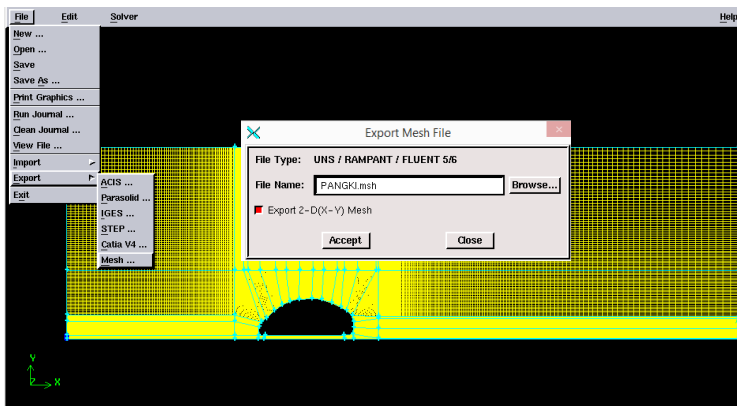 File Edit Solver Help
New ...
Open ...
Save
Save As ...
Print Graphics ...
Run Journal ...
Clean Journal ...
View File ...
Import
Export
Exit
ACIS ...
Parasolid ...
IGES ...
STEP ...
Catia V4 ...
Mesh ...
Export Mesh File
File Type: UNS / RAMPANT / FLUENT 5/6
File Name: PANGKI.msh Browse...
Export 2-D(X-Y) Mesh
Accept Close
Y
Z X